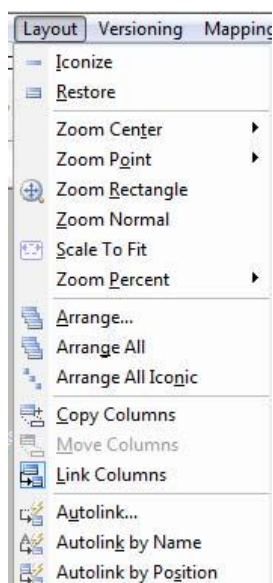 Layout Versioning Mapping
Iconize
Restore
Zoom Center
Zoom Point
Zoom Rectangle
Zoom Normal
Scale To Fit
Zoom Percent
Arrange...
Arrange All
Arrange All Iconic
Copy Columns
Move Columns
Link Columns
Autolink...
Autolink by Name
Autolink by Position